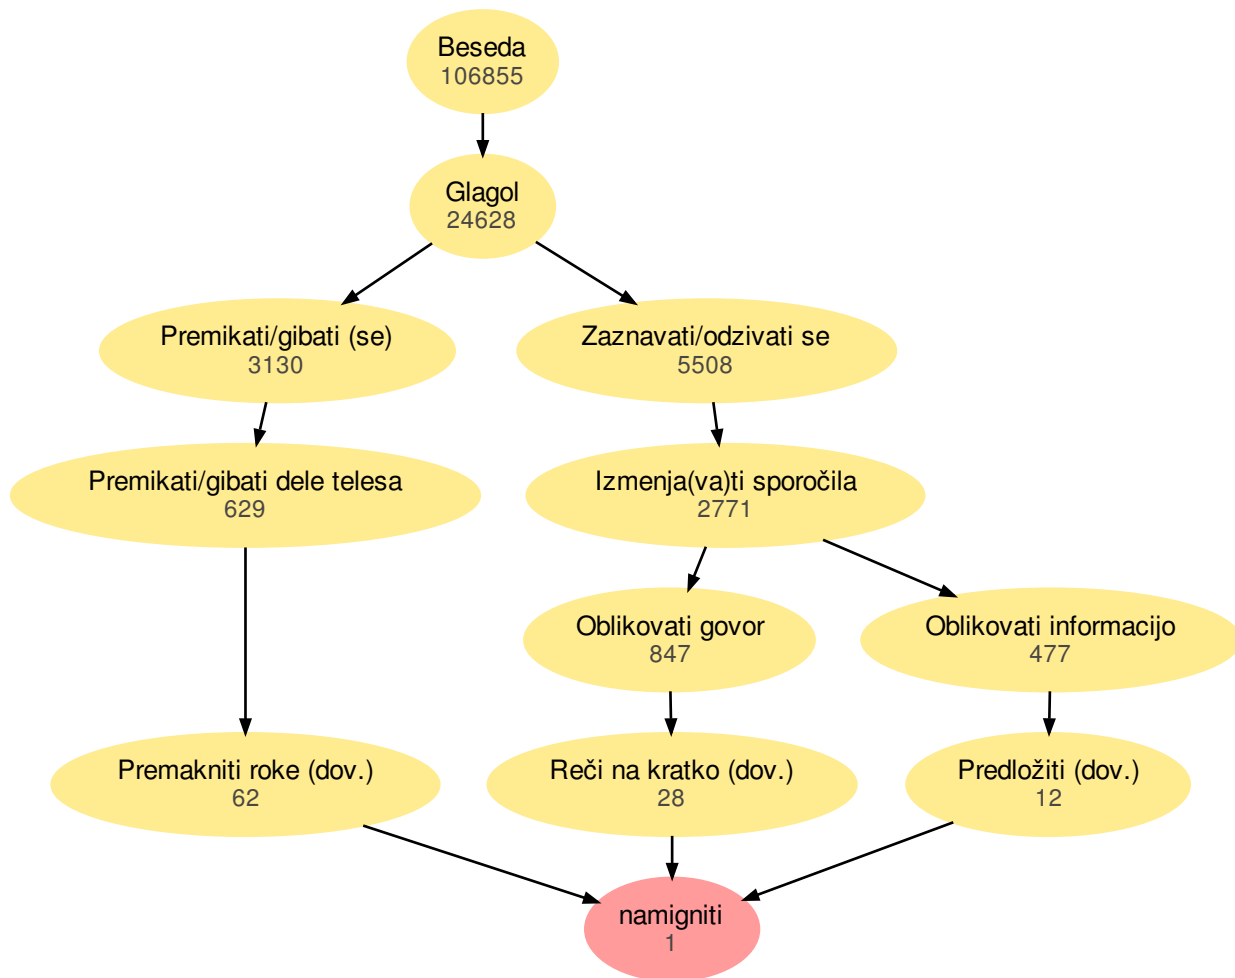 Beseda
106855
Glagol
24628
Premikati/gibati (se)
3130
Zaznavati/odzivati se
5508
Premikati/gibati dele telesa
629
Izmenja(va)ti sporočila
2771
Oblikovati govor
847
Oblikovati informacijo
477
Premakniti roke (dov.)
62
Reči na kratko (dov.)
28
Predložiti (dov.)
12
namigniti
1